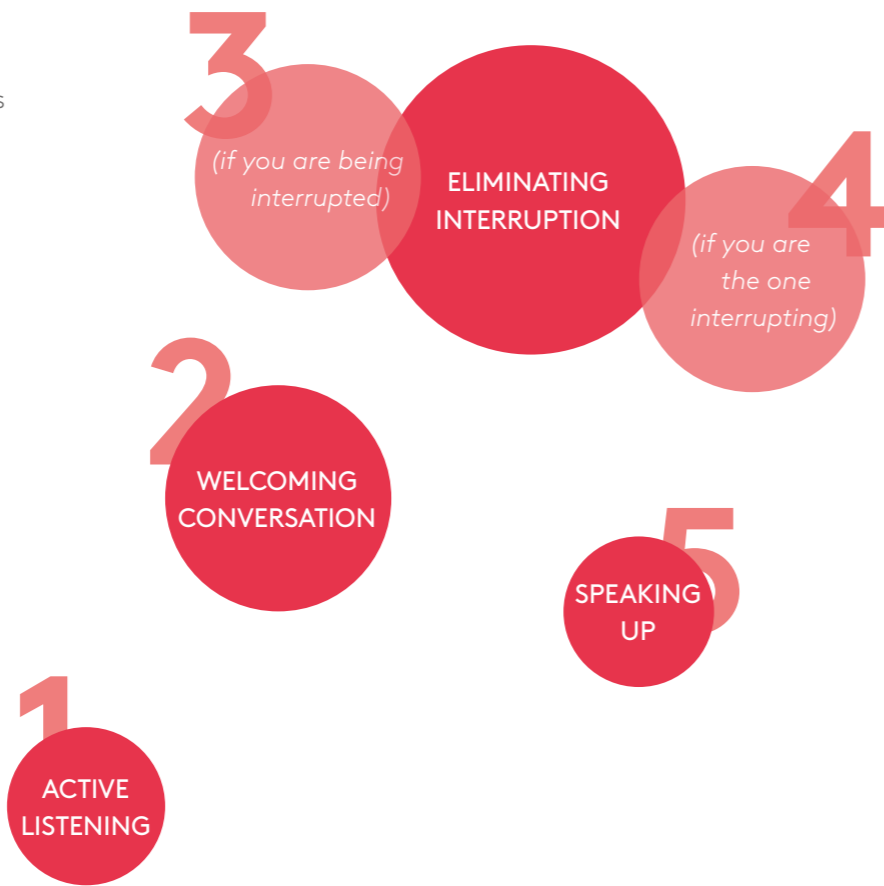 s
3
(if you are being
interrupted)
ELIMINATING
INTERRUPTION
4
(if you are
the one
interrupting)
2
WELCOMING
CONVERSATION
5
SPEAKING
UP
1
ACTIVE
LISTENING